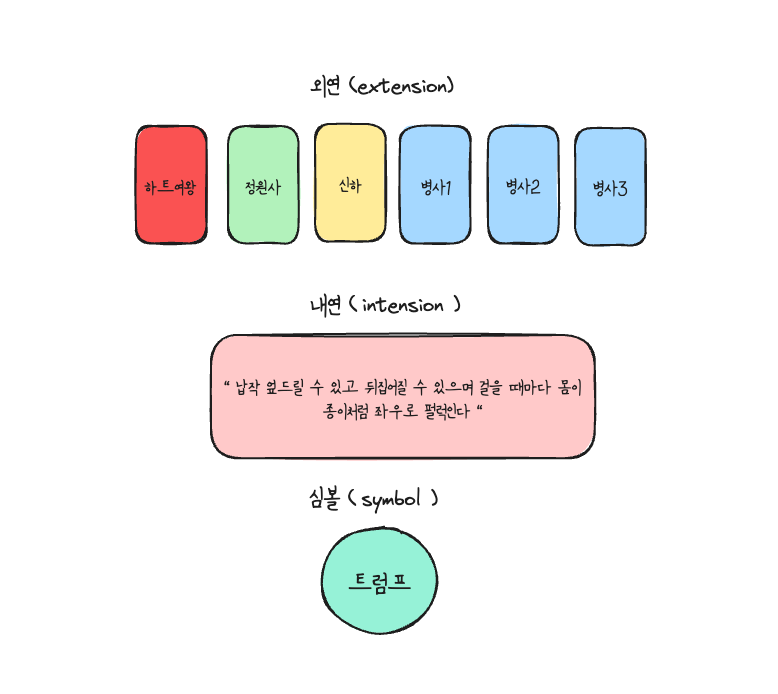 외연 (extension)
하트여왕
정원사
신하
병사1
병사2
병사3
내연 ( intension )
“ 납작 엎드릴 수 있고 뒤집어질 수 있으며 걸을 때마다 몸이
종이처럼 좌우로 펄럭인다 “
심볼 ( symbol )
트럼프